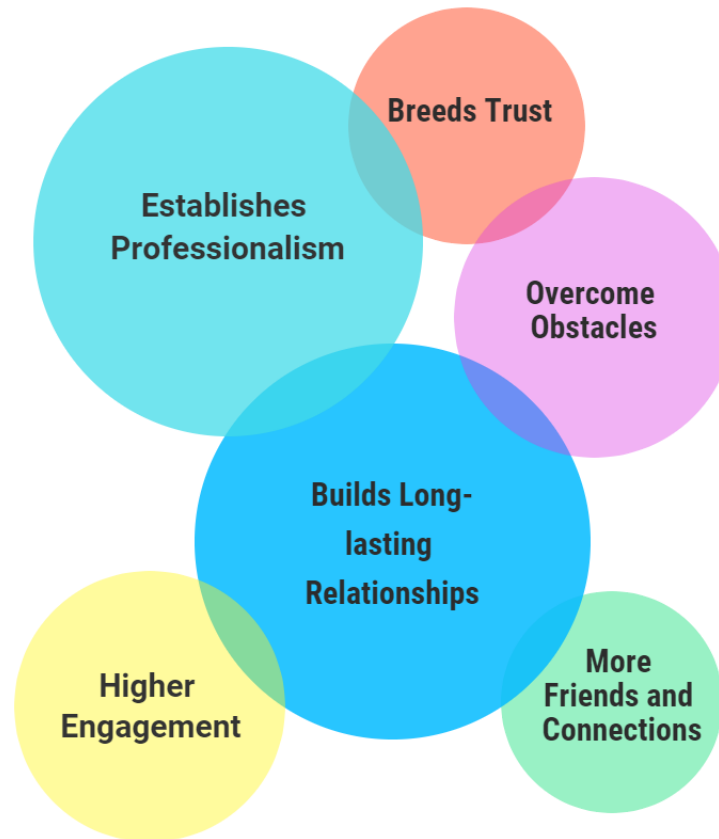 Breeds Trust
Establishes
Professionalism
Overcome
Obstacles
Builds Long-
lasting
Relationships
Higher
Engagement
More
Friends and
Connections